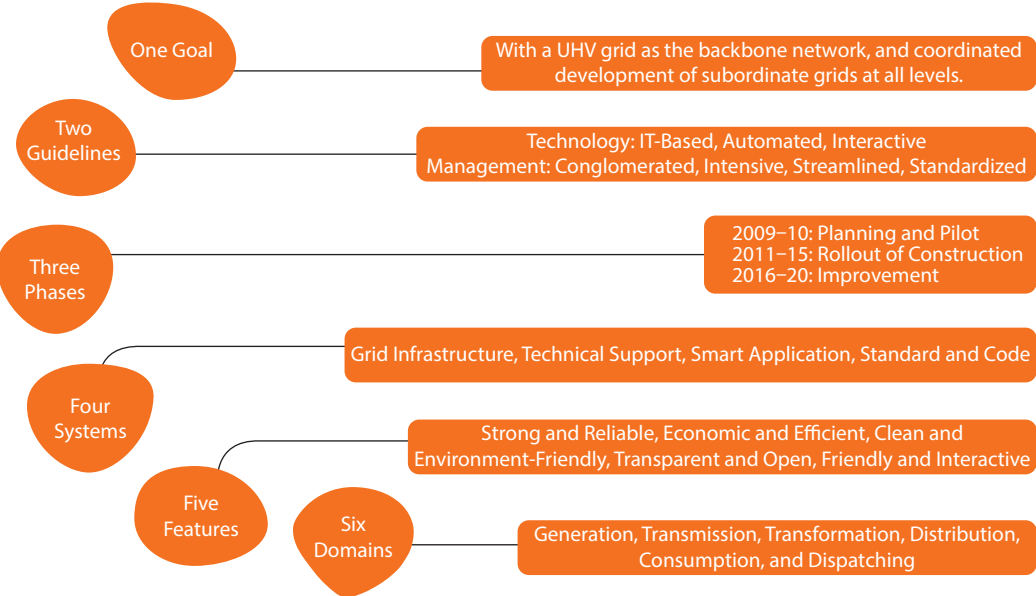 One Goal
With a UHV grid as the backbone network, and coordinated
development of subordinate grids at all levels.
Two
Guidelines
Technology: IT-Based, Automated, Interactive
Management: Conglomerated, Intensive, Streamlined, Standardized
Three
Phases
2009–10: Planning and Pilot
2011–15: Rollout of Construction
2016–20: Improvement
Four
Systems
Grid Infrastructure, Technical Support, Smart Application, Standard and Code
Five
Features
Strong and Reliable, Economic and Efficient, Clean and
Environment-Friendly, Transparent and Open, Friendly and Interactive
Six
Domains
Generation, Transmission, Transformation, Distribution,
Consumption, and Dispatching